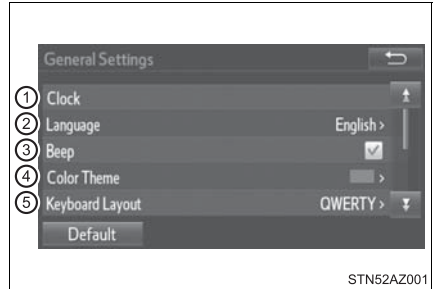 General Settings
1 Clock
2 Language English >
3 Beep
4 Color Theme >
5 Keyboard Layout QWERTY >
Default
STN52AZ001